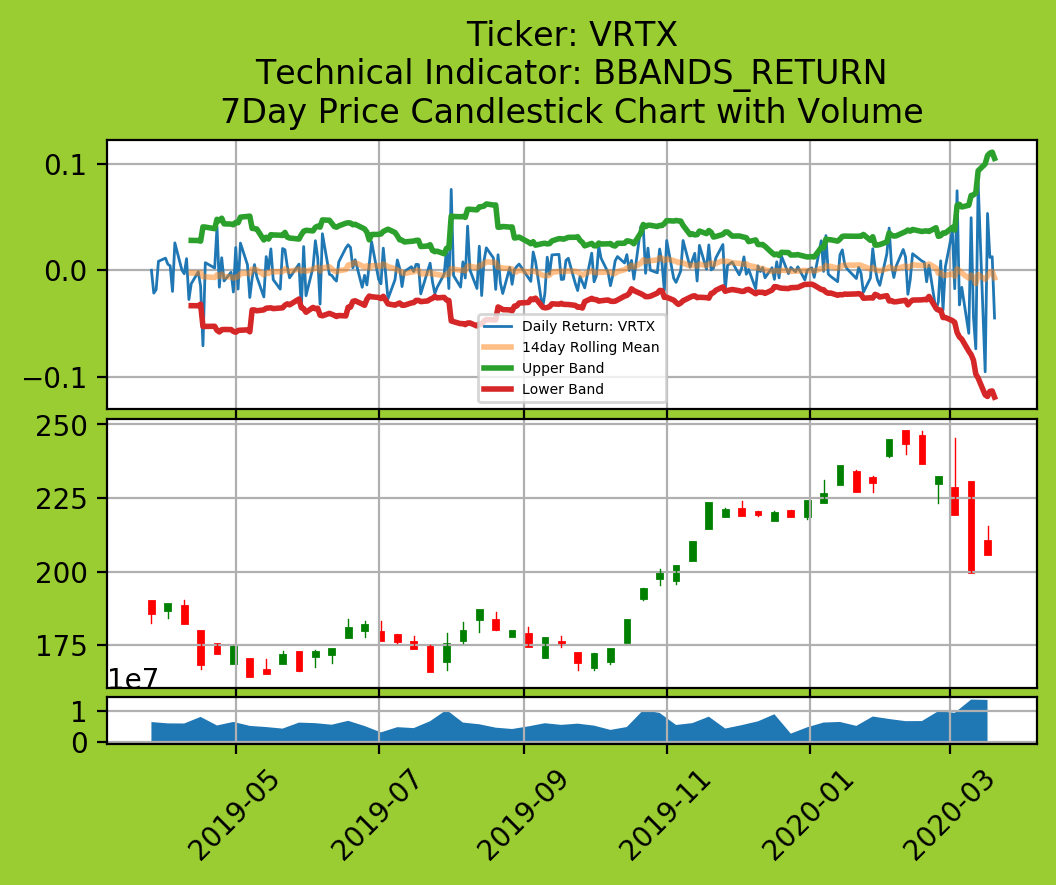 Ticker: VRTX
Technical Indicator: BBANDS_RETURN
7Day Price Candlestick Chart with Volume
0.1
0.0
−0.1
Daily Return: VRTX
14day Rolling Mean
Upper Band
Lower Band
250
225
200
175
1e7
1
0
2019-05
2019-07
2019-09
2019-11
2020-01
2020-03